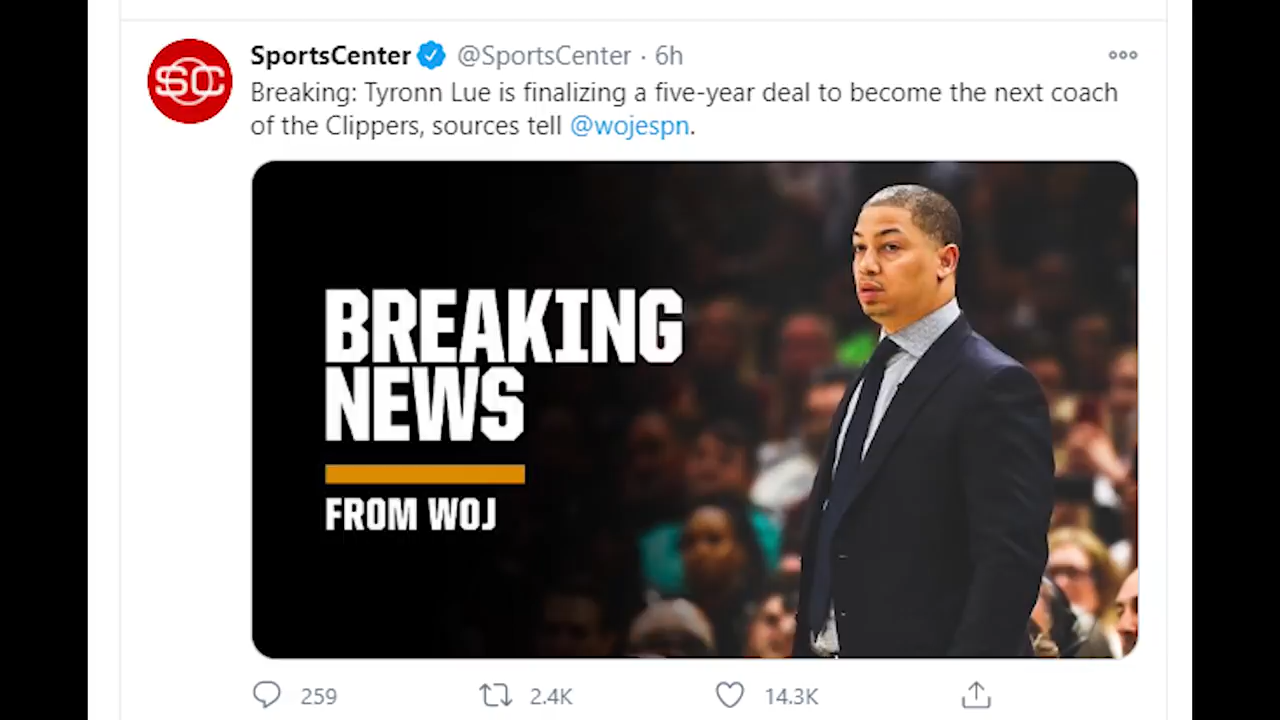 SC
SportsCenter @SportsCenter · 6h
Breaking: Tyronn Lue is finalizing a five-year deal to become the next coach
of the Clippers, sources tell @wojespn.
BREAKING
NEWS
FROM WOJ
259 2.4K 14.3K